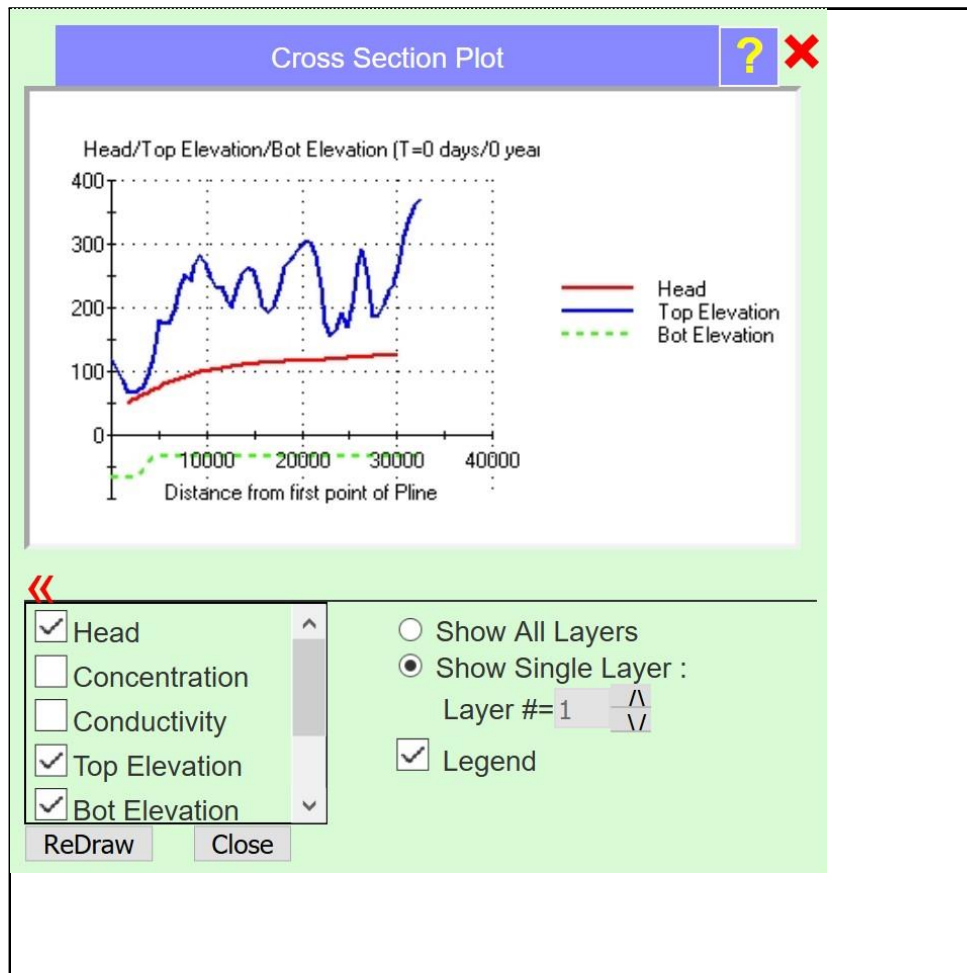 Cross Section Plot ?
Head/Top Elevation/Bot Elevation (T=0 days/0 year
400
300
200
100
0
10000 20000 30000 40000
Distance from first point of Pline
Head
Top Elevation
Bot Elevation
Head
Concentration
Conductivity
Top Elevation
Bot Elevation
Show All Layers
Show Single Layer :
Layer #= 1 /\
\/
Legend
ReDraw Close